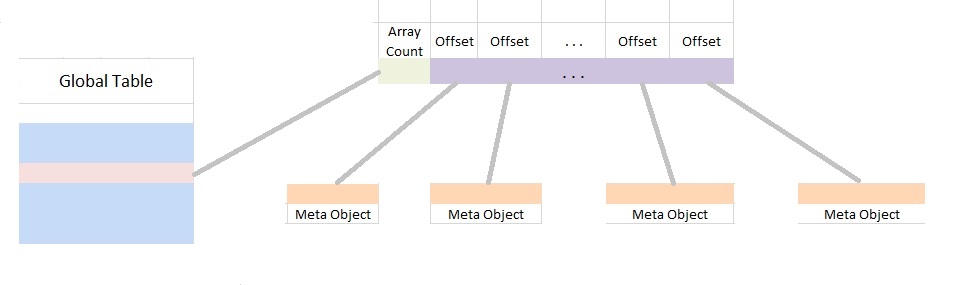 Array
Count
Offset
Offset
...
Offset
Offset
...
Global Table
Meta Object
Meta Object
Meta Object
Meta Object